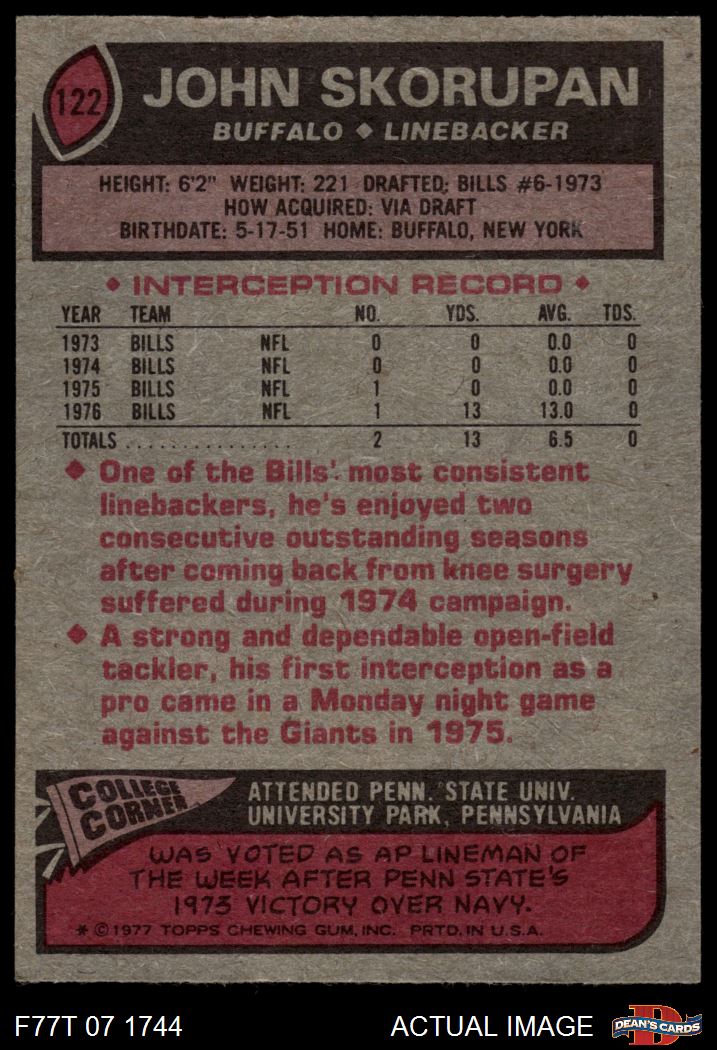 122
JOHN SKORUPAN
BUFFALO ◆ LINEBACKER
HEIGHT: 6'2" WEIGHT: 221 DRAFTED: BILLS #6-1973
HOW ACQUIRED: VIA DRAFT
BIRTHDATE: 5-17-51 HOME: BUFFALO, NEW YORK
◆ INTERCEPTION RECORD ◆
YEAR TEAM NO. YDS. AVG. TDS.
1973 BILLS NFL 0 0 0.0 0
1974 BILLS NFL 0 0 0.0 0
1975 BILLS NFL 1 0 0.0 0
1976 BILLS NFL 1 13 13.0 0
TOTALS ................ 2 13 6.5 0
◆ One of the Bills' most consistent
linebackers, he's enjoyed two
consecutive outstanding seasons
after coming back from knee surgery
suffered during 1974 campaign.
◆ A strong and dependable open-field
tackler, his first interception as a
pro came in a Monday night game
against the Giants in 1975.
COLLEGE
CORNER
ATTENDED PENN. STATE UNIV.
UNIVERSITY PARK, PENNSYLVANIA
WAS VOTED AS AP LINEMAN OF
THE WEEK AFTER PENN STATE'S
1973 VICTORY OVER NAVY.
* © 1977 TOPPS CHEWING GUM, INC. PRTD. IN U.S.A.
F77T 07 1744
ACTUAL IMAGE
D
DEAN'S CARDS